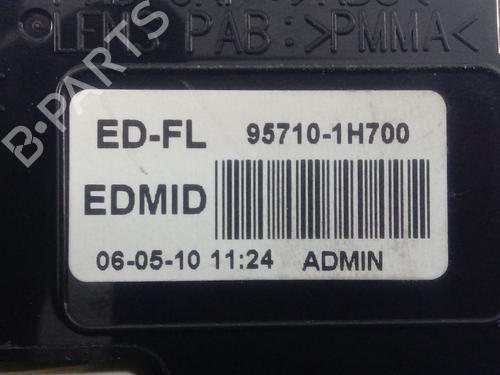 LENS PAB:>PMMA<
ED-FL 95710-1H700
EDMID
06-05-10 11:24 ADMIN
B-PARTS